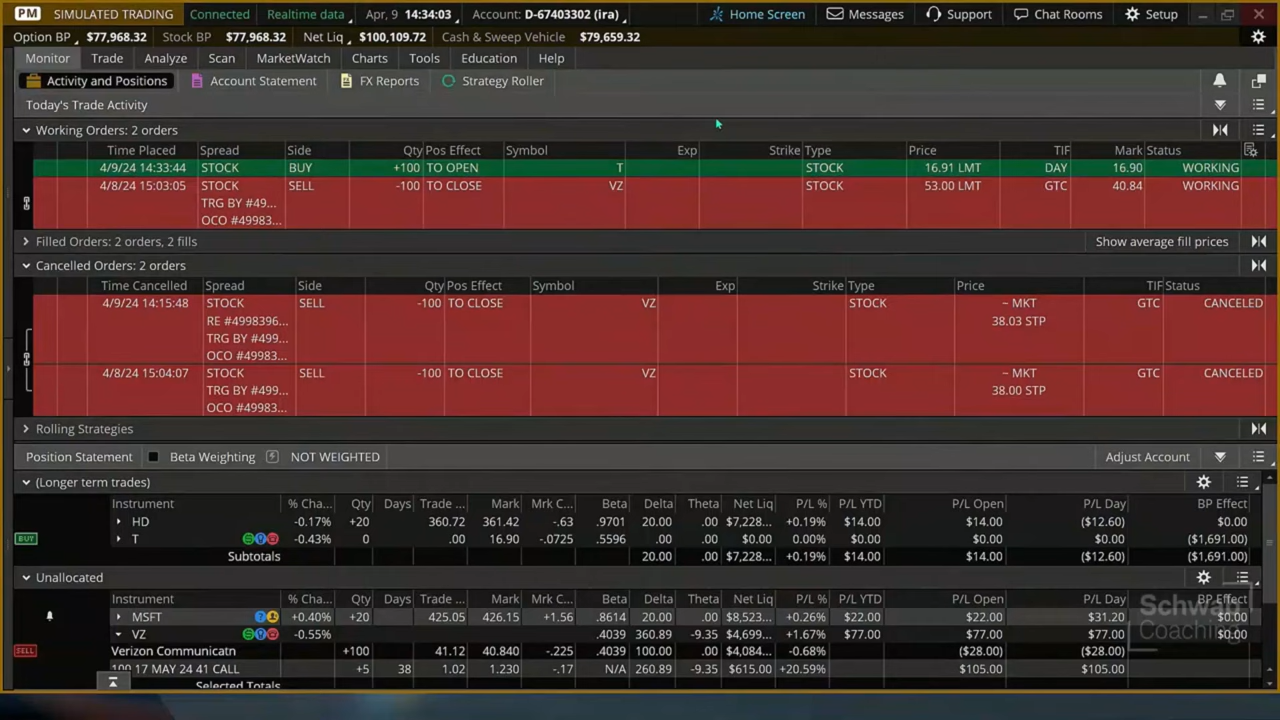 PM SIMULATED TRADING Connected Realtime data Apr, 9 14:34:03 Account: D-67403302 (ira) Home Screen Messages Support Chat Rooms Setup
Option BP $77,968.32 Stock BP $77,968.32 Net Liq $100,109.72 Cash & Sweep Vehicle $79,659.32
Monitor Trade Analyze Scan MarketWatch Charts Tools Education Help
Activity and Positions Account Statement FX Reports Strategy Roller
Today's Trade Activity
Working Orders: 2 orders
Time Placed Spread Side Qty Pos Effect Symbol Exp Strike Type Price TIF Mark Status
4/9/24 14:33:44 STOCK BUY +100 TO OPEN T STOCK 16.91 LMT DAY 16.90 WORKING
4/8/24 15:03:05 STOCK SELL -100 TO CLOSE VZ STOCK 53.00 LMT GTC 40.84 WORKING
TRG BY #49...
OCO #49983...
Filled Orders: 2 orders, 2 fills Show average fill prices
Cancelled Orders: 2 orders
Time Cancelled Spread Side Qty Pos Effect Symbol Exp Strike Type Price TIF Status
4/9/24 14:15:48 STOCK SELL -100 TO CLOSE VZ STOCK ~ MKT GTC CANCELED
RE #4998396... 38.03 STP
TRG BY #499...
OCO #49983...
4/8/24 15:04:07 STOCK SELL -100 TO CLOSE VZ STOCK ~ MKT GTC CANCELED
TRG BY #499... 38.00 STP
OCO #49983...
Rolling Strategies
Position Statement Beta Weighting NOT WEIGHTED Adjust Account
(Longer term trades)
Instrument % Cha... Qty Days Trade ... Mark Mrk C... Beta Delta Theta Net Liq P/L % P/L YTD P/L Open P/L Day BP Effect
HD -0.17% +20 360.72 361.42 -.63 .9701 20.00 .00 $7,228... +0.19% $14.00 $14.00 ($12.60) $0.00
BUY T -0.43% 0 .00 16.90 -.0725 .5596 .00 .00 $0.00 0.00% $0.00 $0.00 $0.00 ($1,691.00)
Subtotals 20.00 .00 $7,228... +0.19% $14.00 $14.00 ($12.60) ($1,691.00)
Unallocated
Instrument % Cha... Qty Days Trade ... Mark Mrk C... Beta Delta Theta Net Liq P/L % P/L YTD P/L Open P/L Day BP Effect
MSFT +0.40% +20 425.05 426.15 +1.56 .8614 20.00 .00 $8,523... +0.26% $22.00 $22.00 $31.20 $0.00
VZ -0.55% .4039 360.89 -9.35 $4,699... +1.67% $77.00 $77.00 $77.00 $0.00
SELL Verizon Communicatn +100 41.12 40.840 -.225 .4039 100.00 .00 $4,084... -0.68% ($28.00) ($28.00)
100 17 MAY 24 41 CALL +5 38 1.02 1.230 -.17 N/A 260.89 -9.35 $615.00 +20.59% $105.00 $105.00
Selected Totals
Schwab
Coaching